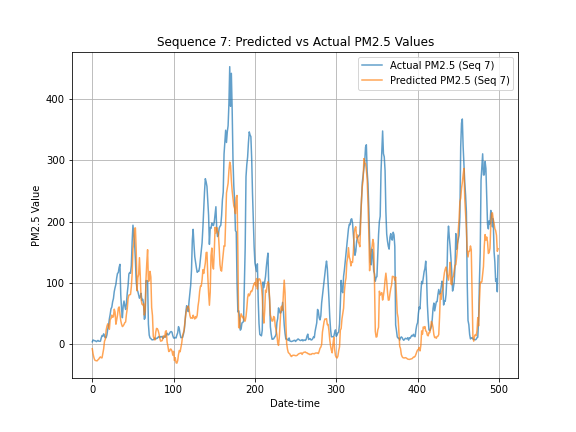 Sequence 7: Predicted vs Actual PM2.5 Values
Actual PM2.5 (Seq 7)
Predicted PM2.5 (Seq 7)
PM2.5 Value
400
300
200
100
0
0
100
200
300
400
500
Date-time